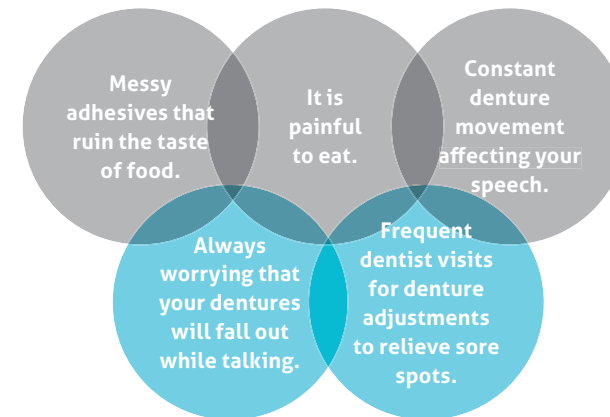 Messy
adhesives that
ruin the taste
of food.
It is
painful
to eat.
Constant
denture
movement
affecting your
speech.
Always
worrying that
your dentures
will fall out
while talking.
Frequent
dentist visits
for denture
adjustments
to relieve sore
spots.